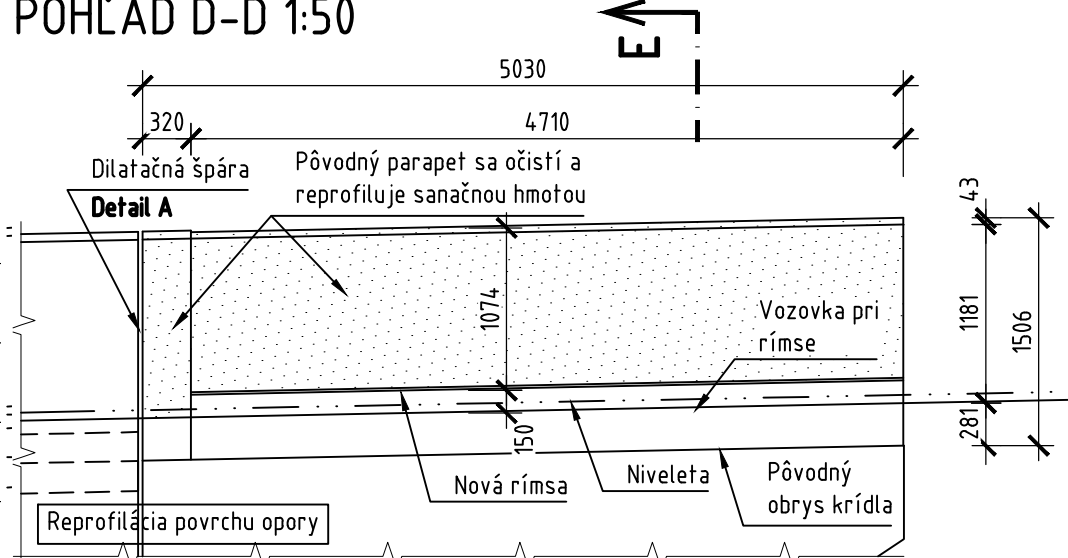 POHĽAD D-D 1:50
E
5030
320
4710
Dilatačná špára
Detail A
Pôvodný parapet sa očistí a
reprofiluje sanačnou hmotou
43
1074
Vozovka pri
rímse
1181
1506
150
281
Nová rímsa
Niveleta
Pôvodný
obrys krídla
Reprofilácia povrchu opory